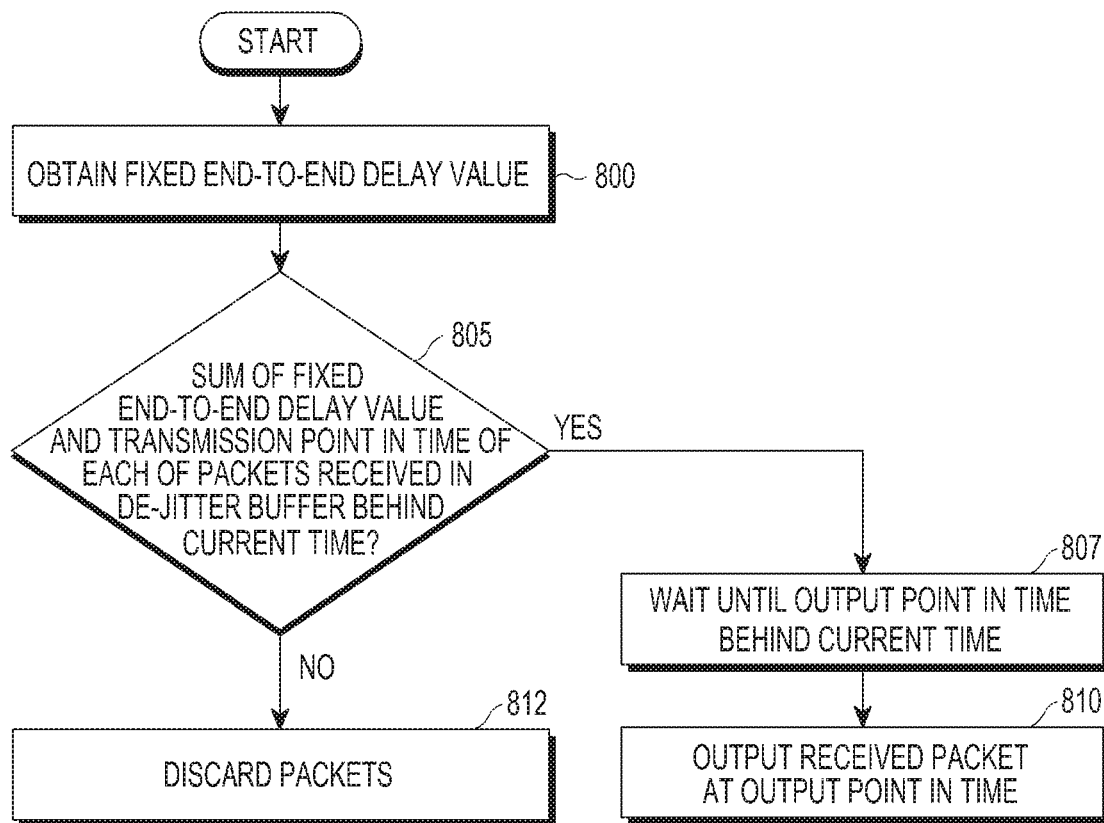 START
OBTAIN FIXED END-TO-END DELAY VALUE
800
805
SUM OF FIXED
END-TO-END DELAY VALUE
AND TRANSMISSION POINT IN TIME OF
EACH OF PACKETS RECEIVED IN
DE-JITTER BUFFER BEHIND
CURRENT TIME?
YES
NO
807
WAIT UNTIL OUTPUT POINT IN TIME
BEHIND CURRENT TIME
810
OUTPUT RECEIVED PACKET
AT OUTPUT POINT IN TIME
812
DISCARD PACKETS